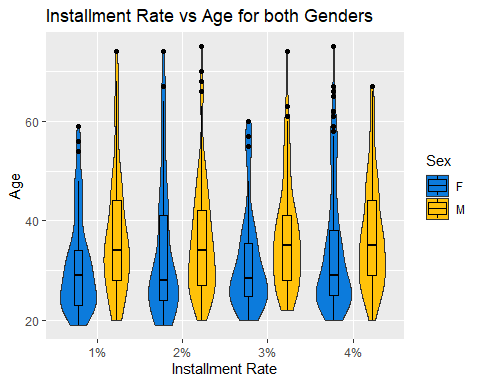 Installment Rate vs Age for both Genders
Age
60
40
20
1% 2% 3% 4%
Installment Rate
Sex
F
M